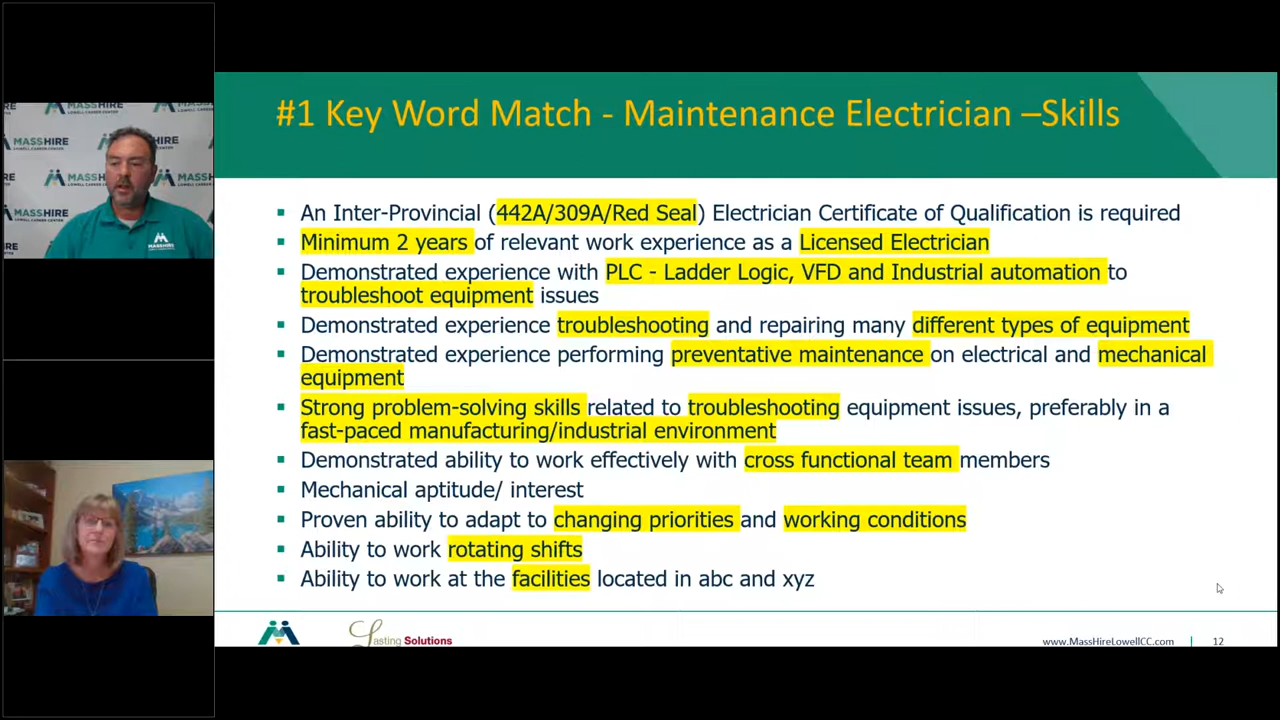 #1 Key Word Match - Maintenance Electrician –Skills
An Inter-Provincial (442A/309A/Red Seal) Electrician Certificate of Qualification is required
Minimum 2 years of relevant work experience as a Licensed Electrician
Demonstrated experience with PLC - Ladder Logic, VFD and Industrial automation to
troubleshoot equipment issues
Demonstrated experience troubleshooting and repairing many different types of equipment
Demonstrated experience performing preventative maintenance on electrical and mechanical
equipment
Strong problem-solving skills related to troubleshooting equipment issues, preferably in a
fast-paced manufacturing/industrial environment
Demonstrated ability to work effectively with cross functional team members
Mechanical aptitude/ interest
Proven ability to adapt to changing priorities and working conditions
Ability to work rotating shifts
Ability to work at the facilities located in abc and xyz
Lasting Solutions
www.MassHireLowellCC.com | 12
MASSHIRE
LOWELL CAREER CENTER
MASSHIRE